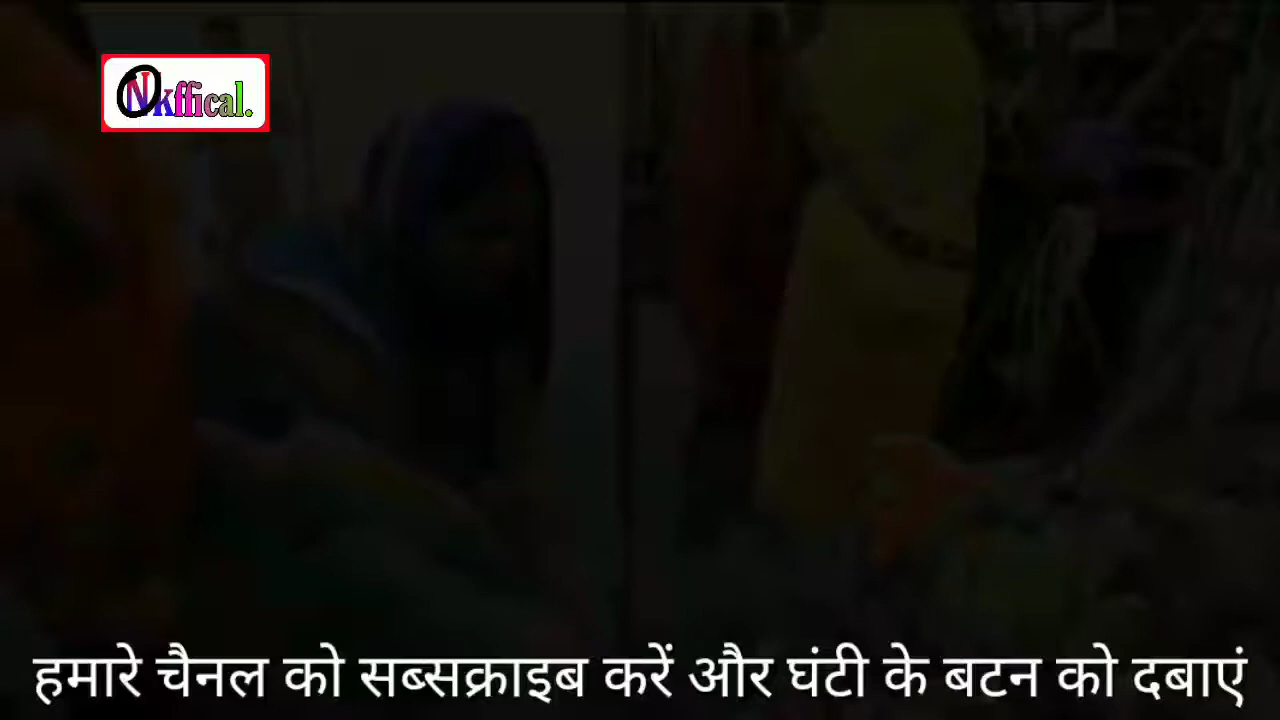 NKffical.
हमारे चैनल को सब्सक्राइब करें और घंटी के बटन को दबाएं